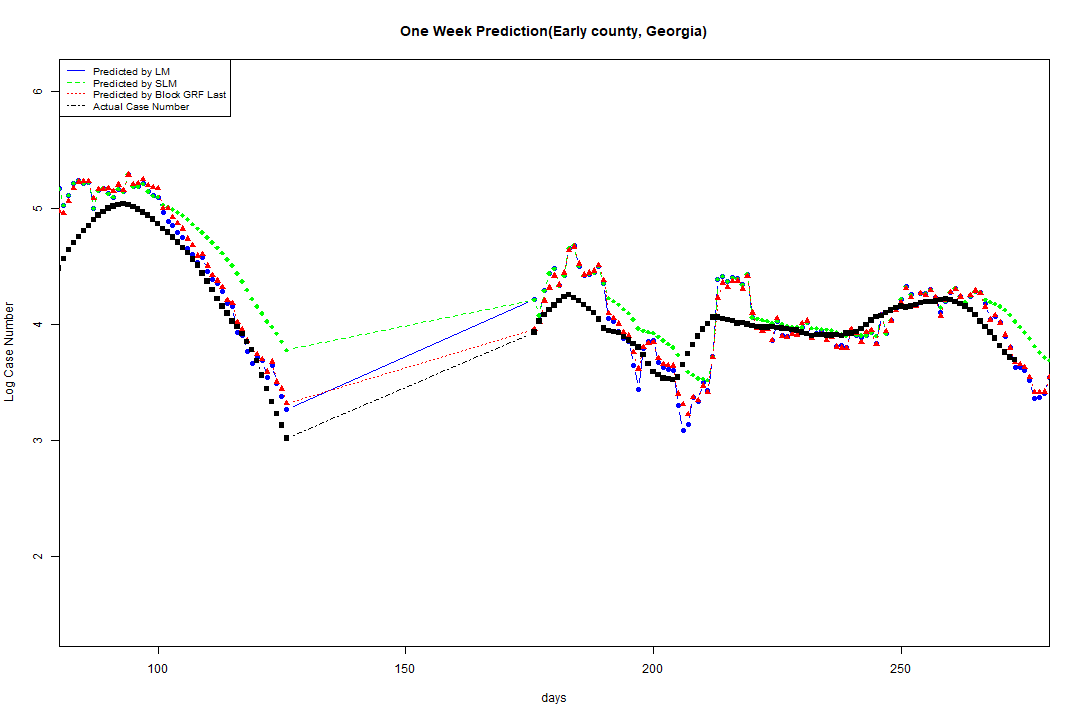 One Week Prediction(Early county, Georgia)
Predicted by LM
Predicted by SLM
Predicted by Block GRF Last
Actual Case Number
6
5
4
3
2
Log Case Number
100
150
200
250
days